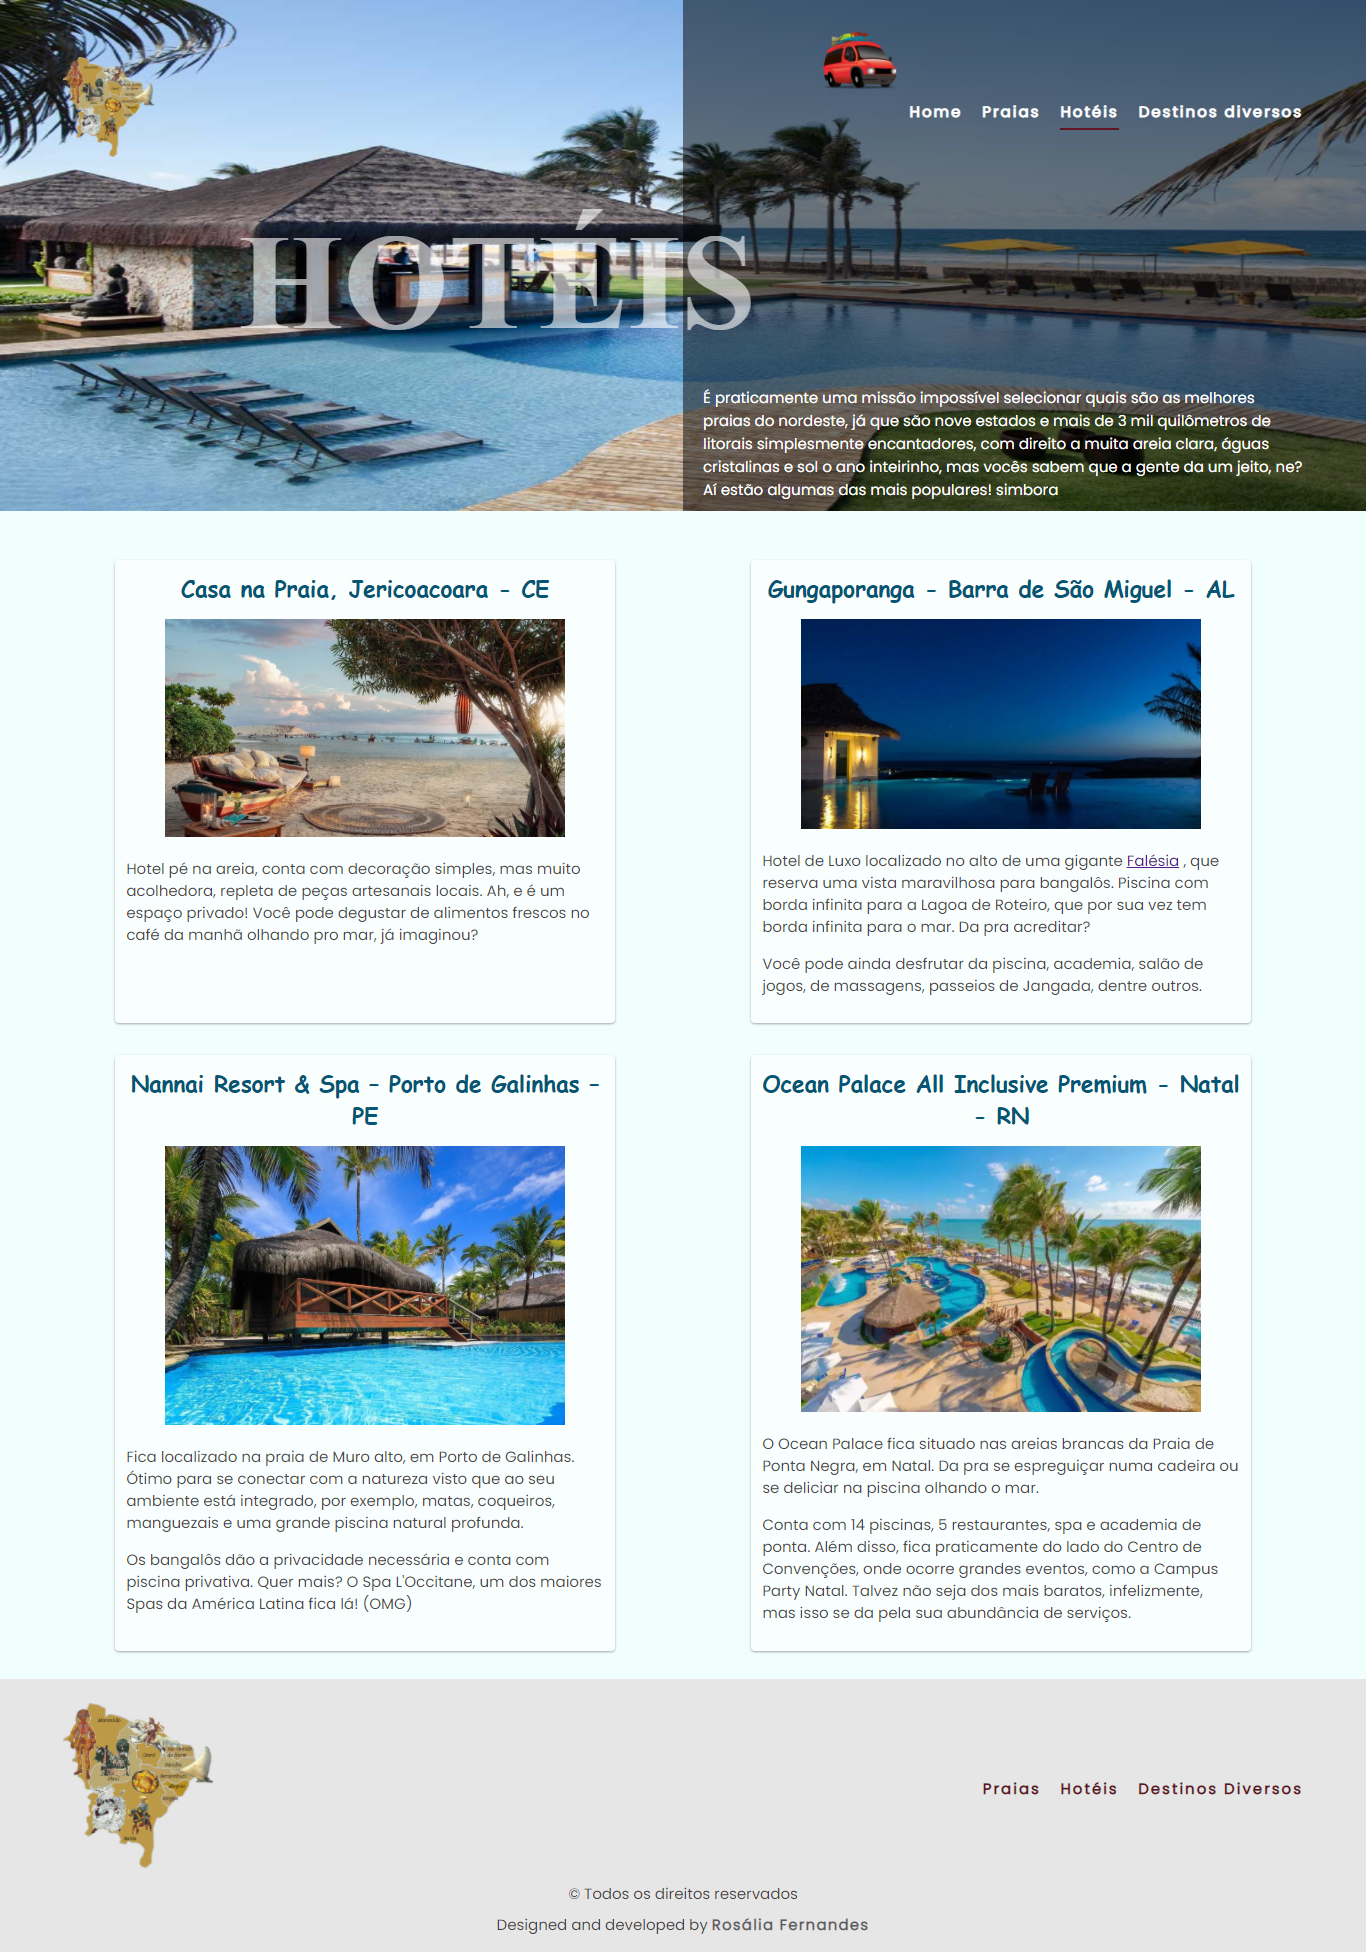 Home Praias Hotéis Destinos diversos
HOTÉIS
É praticamente uma missão impossível selecionar quais são as melhores
praias do nordeste, já que são nove estados e mais de 3 mil quilômetros de
litorais simplesmente encantadores, com direito a muita areia clara, águas
cristalinas e sol o ano inteirinho, mas vocês sabem que a gente da um jeito, ne?
Aí estão algumas das mais populares! simbora
Casa na Praia, Jericoacoara - CE
Hotel pé na areia, conta com decoração simples, mas muito
acolhedora, repleta de peças artesanais locais. Ah, e é um
espaço privado! Você pode degustar de alimentos frescos no
café da manhã olhando pro mar, já imaginou?
Gungaporanga - Barra de São Miguel - AL
Hotel de Luxo localizado no alto de uma gigante Falésia , que
reserva uma vista maravilhosa para bangalôs. Piscina com
borda infinita para a Lagoa de Roteiro, que por sua vez tem
borda infinita para o mar. Da pra acreditar?
Você pode ainda desfrutar da piscina, academia, salão de
jogos, de massagens, passeios de Jangada, dentre outros.
Nannai Resort & Spa – Porto de Galinhas –
PE
Fica localizado na praia de Muro alto, em Porto de Galinhas.
Ótimo para se conectar com a natureza visto que ao seu
ambiente está integrado, por exemplo, matas, coqueiros,
manguezais e uma grande piscina natural profunda.
Os bangalôs dão a privacidade necessária e conta com
piscina privativa. Quer mais? O Spa L'Occitane, um dos maiores
Spas da América Latina fica lá! (OMG)
Ocean Palace All Inclusive Premium - Natal
- RN
O Ocean Palace fica situado nas areias brancas da Praia de
Ponta Negra, em Natal. Da pra se espreguiçar numa cadeira ou
se deliciar na piscina olhando o mar.
Conta com 14 piscinas, 5 restaurantes, spa e academia de
ponta. Além disso, fica praticamente do lado do Centro de
Convenções, onde ocorre grandes eventos, como a Campus
Party Natal. Talvez não seja dos mais baratos, infelizmente,
mas isso se da pela sua abundância de serviços.
Praias Hotéis Destinos Diversos
© Todos os direitos reservados
Designed and developed by Rosália Fernandes